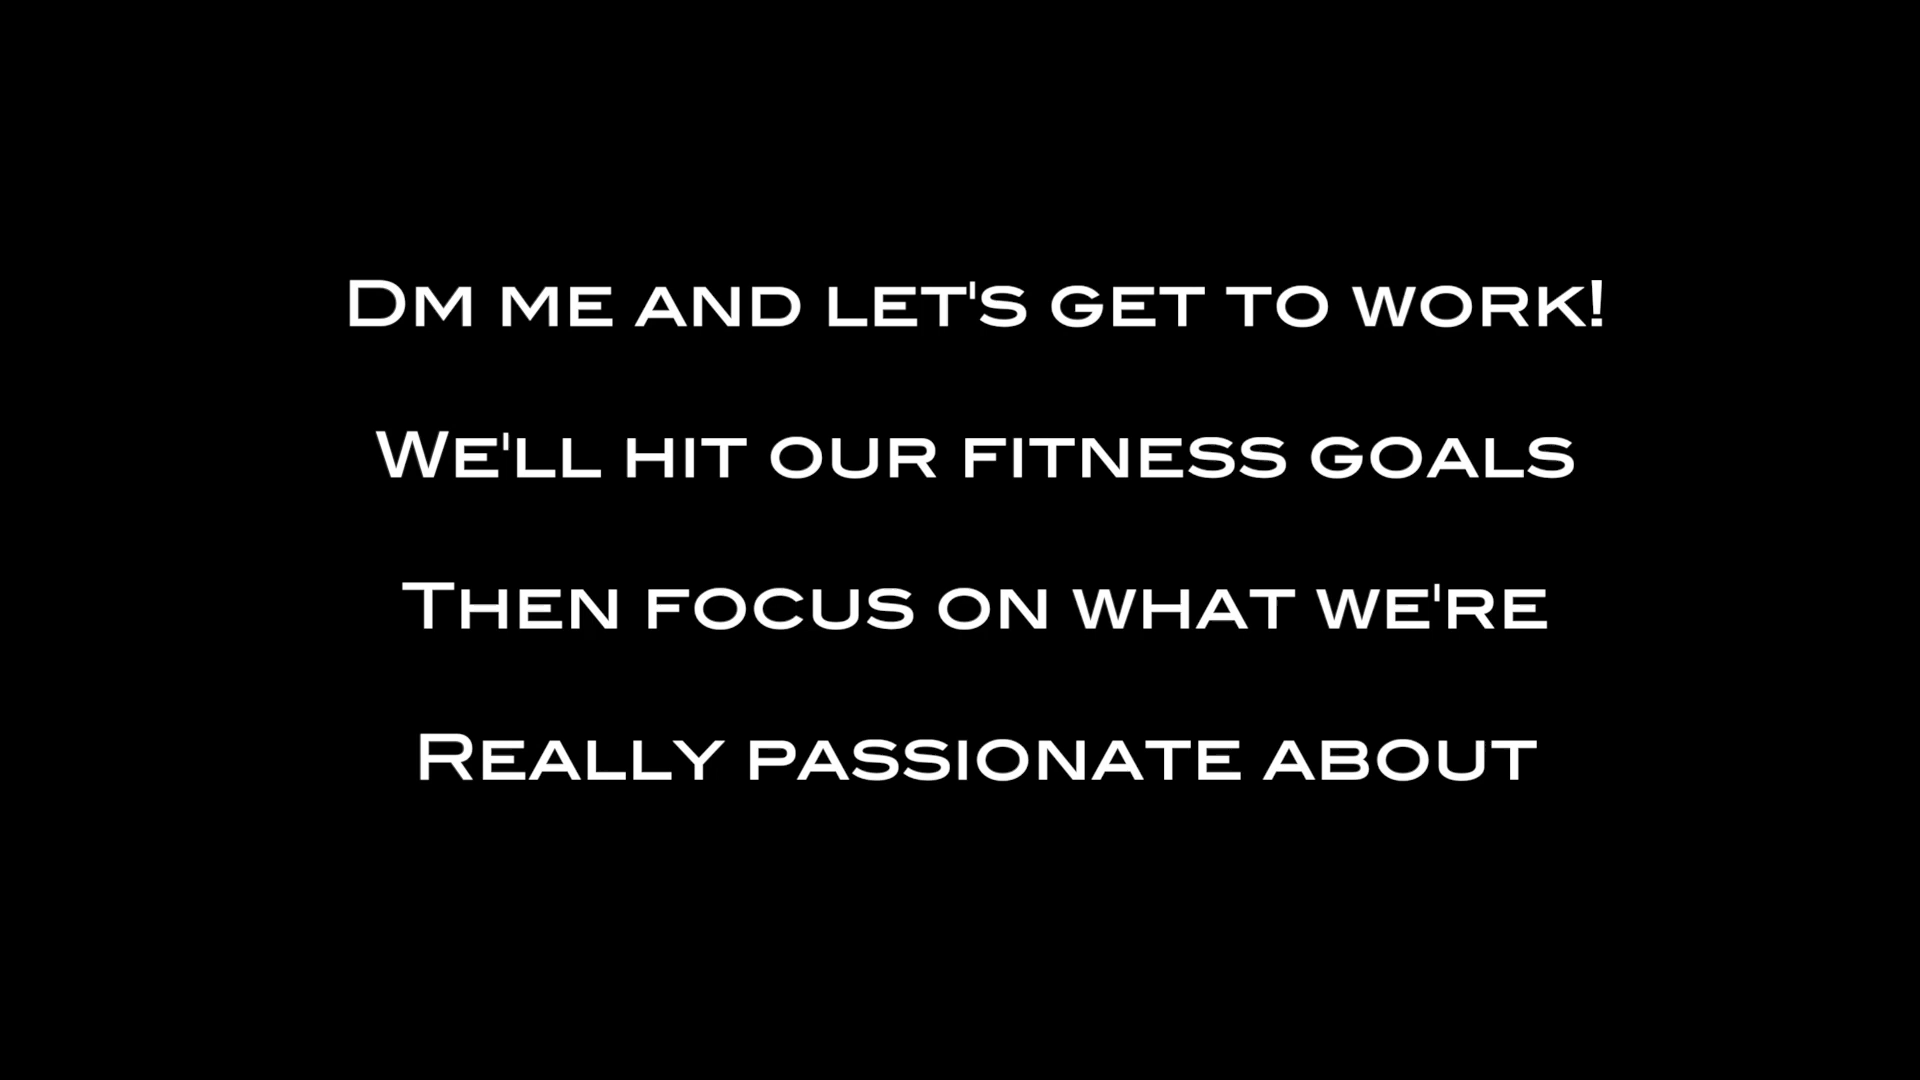 Dm me and let's get to work!
We'll hit our fitness goals
Then focus on what we're
Really passionate about